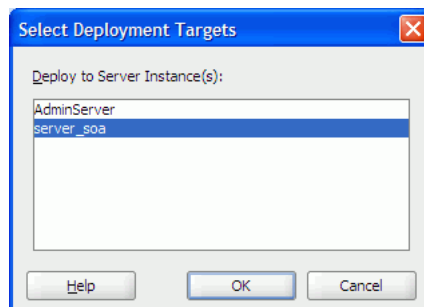 Select Deployment Targets
Deploy to Server Instance(s):
AdminServer
server_soa
Help
OK
Cancel